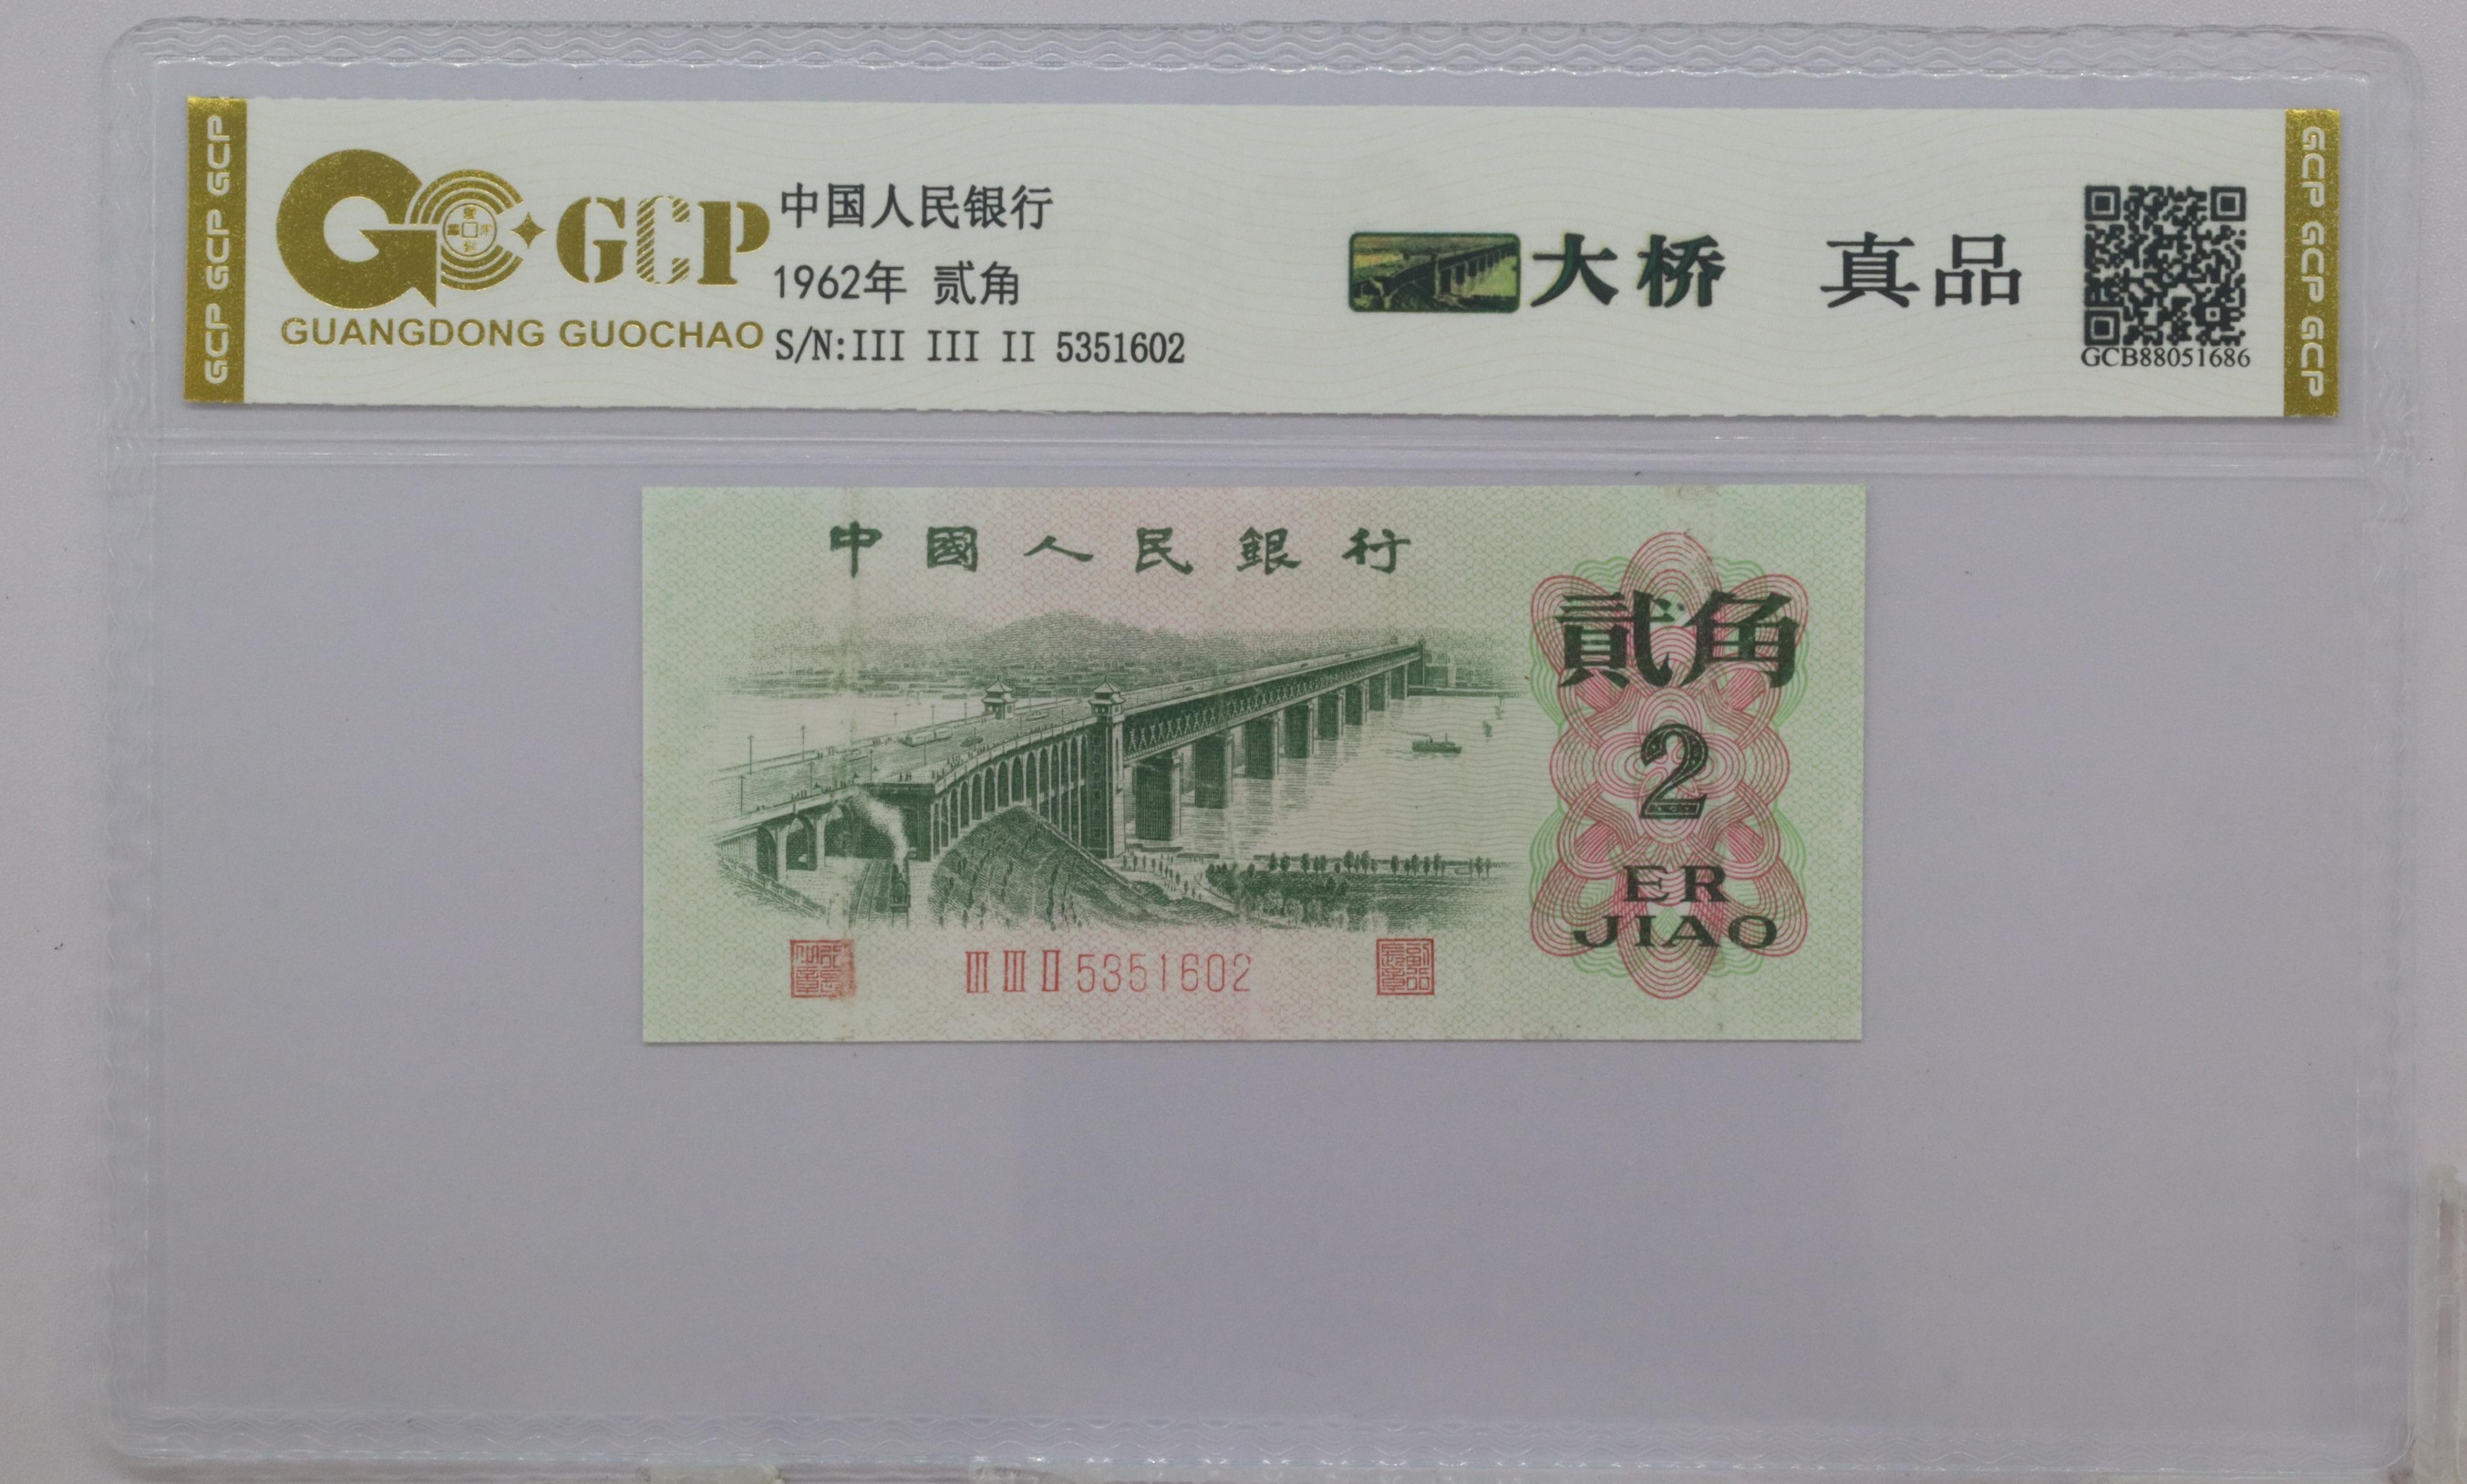 GCP GCP GCP
GCP
GUANGDONG GUOCHAO
中国人民银行
1962年 贰角
S/N:III III II 5351602
大桥 真品
GCB88051686
GCP GCP GCP
中國人民銀行
貳角
2
ER
JIAO
III III II 5351602